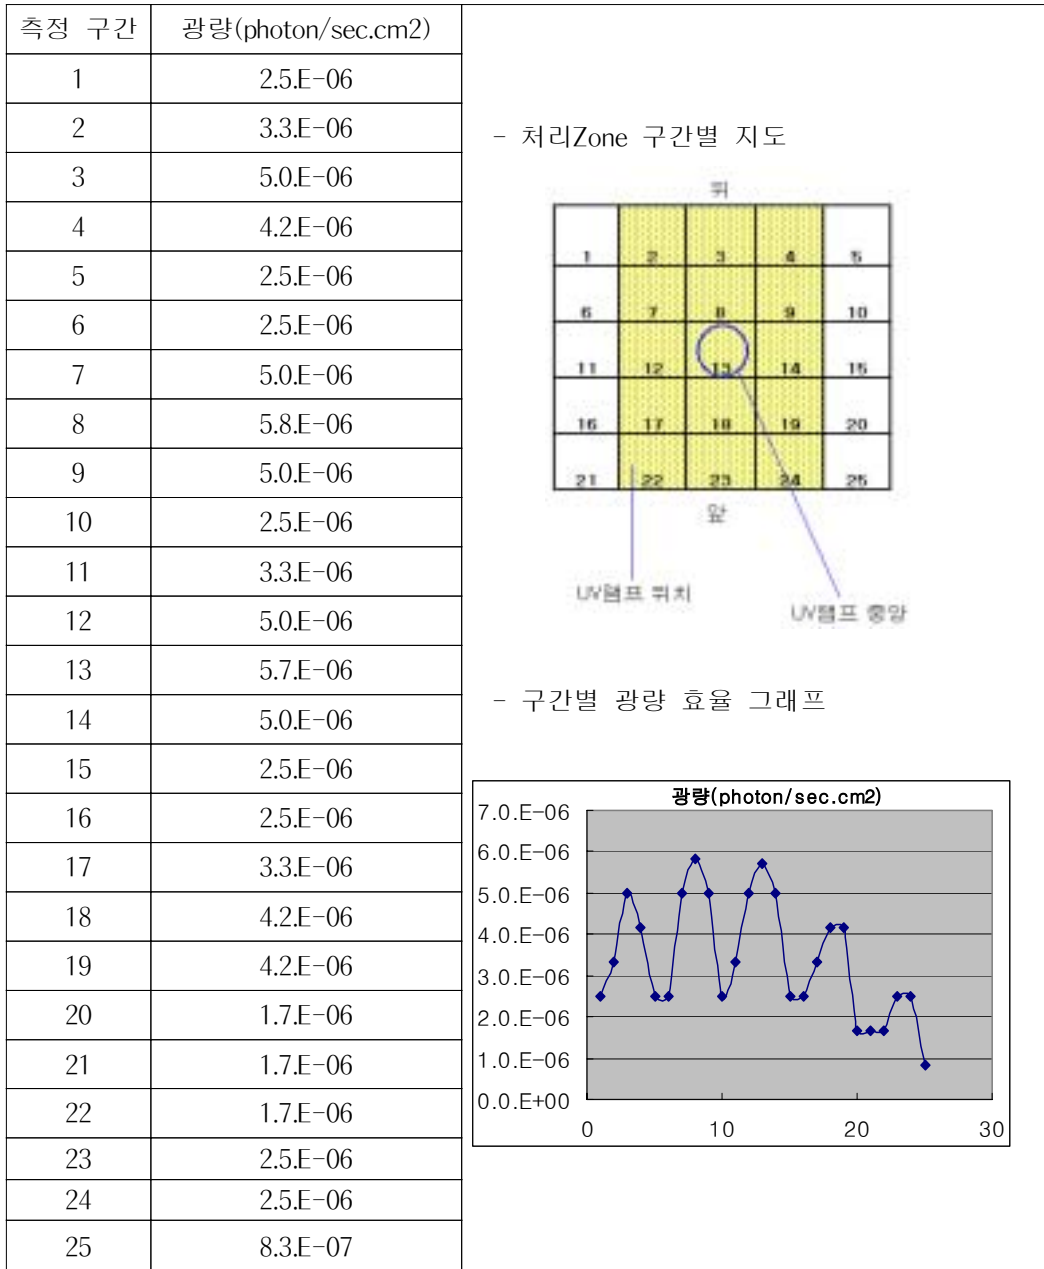 측정 구간 광량(photon/sec.cm2)
1 2.5.E-06
2 3.3.E-06
3 5.0.E-06
4 4.2.E-06
5 2.5.E-06
6 2.5.E-06
7 5.0.E-06
8 5.8.E-06
9 5.0.E-06
10 2.5.E-06
11 3.3.E-06
12 5.0.E-06
13 5.7.E-06
14 5.0.E-06
15 2.5.E-06
16 2.5.E-06
17 3.3.E-06
18 4.2.E-06
19 4.2.E-06
20 1.7.E-06
21 1.7.E-06
22 1.7.E-06
23 2.5.E-06
24 2.5.E-06
25 8.3.E-07
- 처리Zone 구간별 지도
뒤
1 2 3 4 5
6 7 8 9 10
11 12 13 14 15
16 17 18 19 20
21 22 23 24 25
앞
UV램프 위치
UV램프 중앙
- 구간별 광량 효율 그래프
광량(photon/sec.cm2)
7.0.E-06
6.0.E-06
5.0.E-06
4.0.E-06
3.0.E-06
2.0.E-06
1.0.E-06
0.0.E+00
0 10 20 30